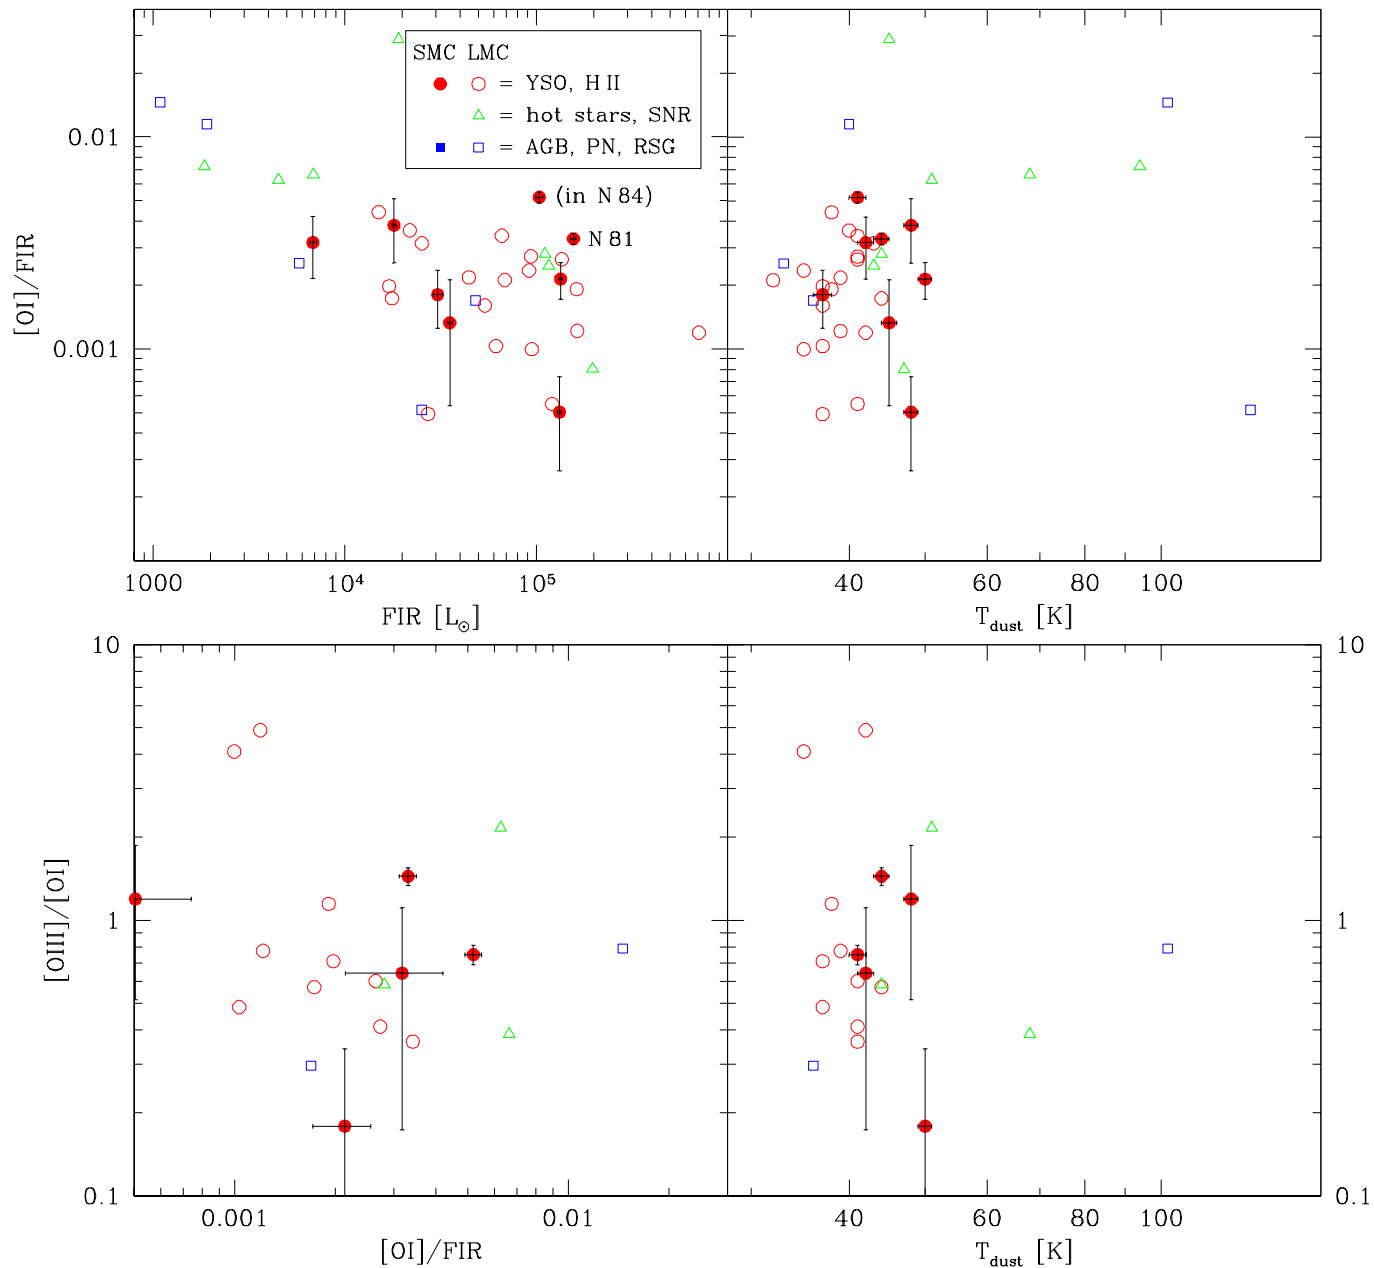 SMC LMC
= YSO, H II
= hot stars, SNR
= AGB, PN, RSG
(in N 84)
N 81
0.01
0.001
[OI]/FIR
1000 10⁴ 10⁵
FIR [L☉]
40 60 80 100
T_dust [K]
10
1
0.1
[OIII]/[OI]
0.001 0.01
[OI]/FIR
40 60 80 100
T_dust [K]
10
1
0.1